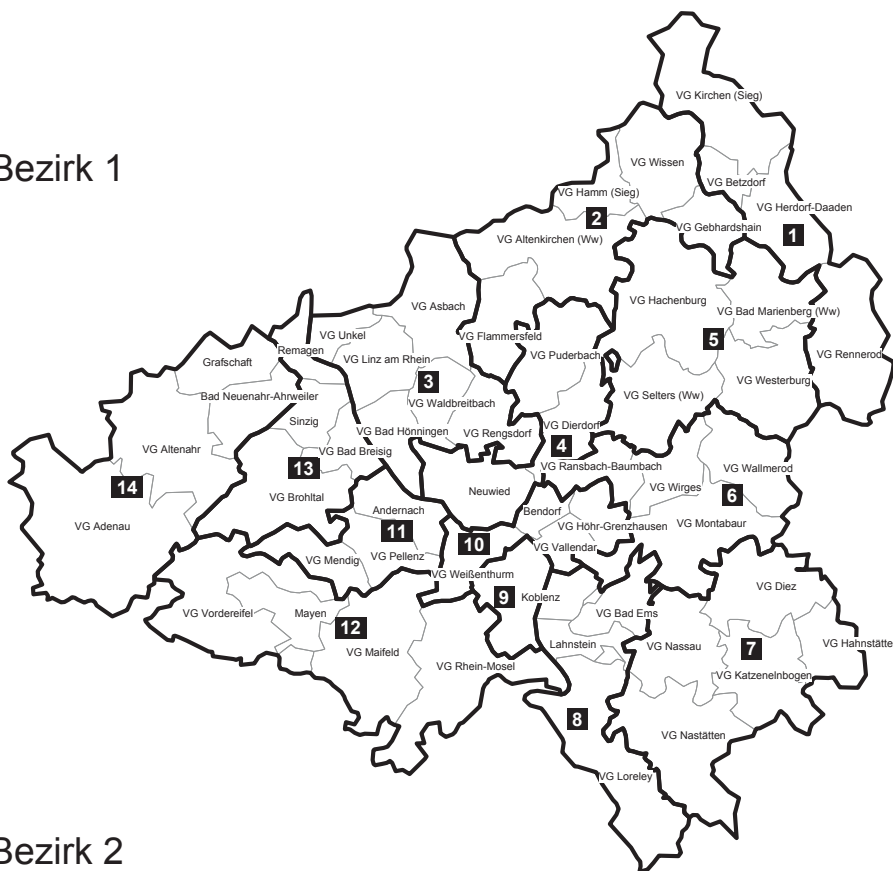 Bezirk 1
VG Kirchen (Sieg)
VG Wissen
VG Betzdorf
VG Hamm (Sieg)
VG Herdorf-Daaden
2
VG Gebhardshain
1
VG Altenkirchen (Ww)
VG Hachenburg
VG Asbach
VG Bad Marienberg (Ww)
VG Unkel
VG Flammersfeld
5
Remagen
VG Puderbach
VG Rennerod
Grafschaft
VG Linz am Rhein
3
VG Westerburg
Bad Neuenahr-Ahrweiler
VG Selters (Ww)
VG Waldbreitbach
Sinzig
VG Dierdorf
VG Bad Hönningen
VG Rengsdorf
4
VG Altenahr
VG Bad Breisig
13
VG Ransbach-Baumbach
VG Wallmerod
14
VG Brohltal
Neuwied
VG Wirges
6
Andernach
Bendorf
VG Adenau
11
VG Höhr-Grenzhausen
VG Montabaur
10
VG Mendig
VG Pellenz
VG Vallendar
VG Weißenthurm
VG Diez
9
Koblenz
VG Vordereifel
Mayen
VG Bad Ems
12
Lahnstein
VG Nassau
7
VG Hahnstätte
VG Maifeld
VG Rhein-Mosel
VG Katzenelnbogen
8
VG Nastätten
VG Loreley
Bezirk 2